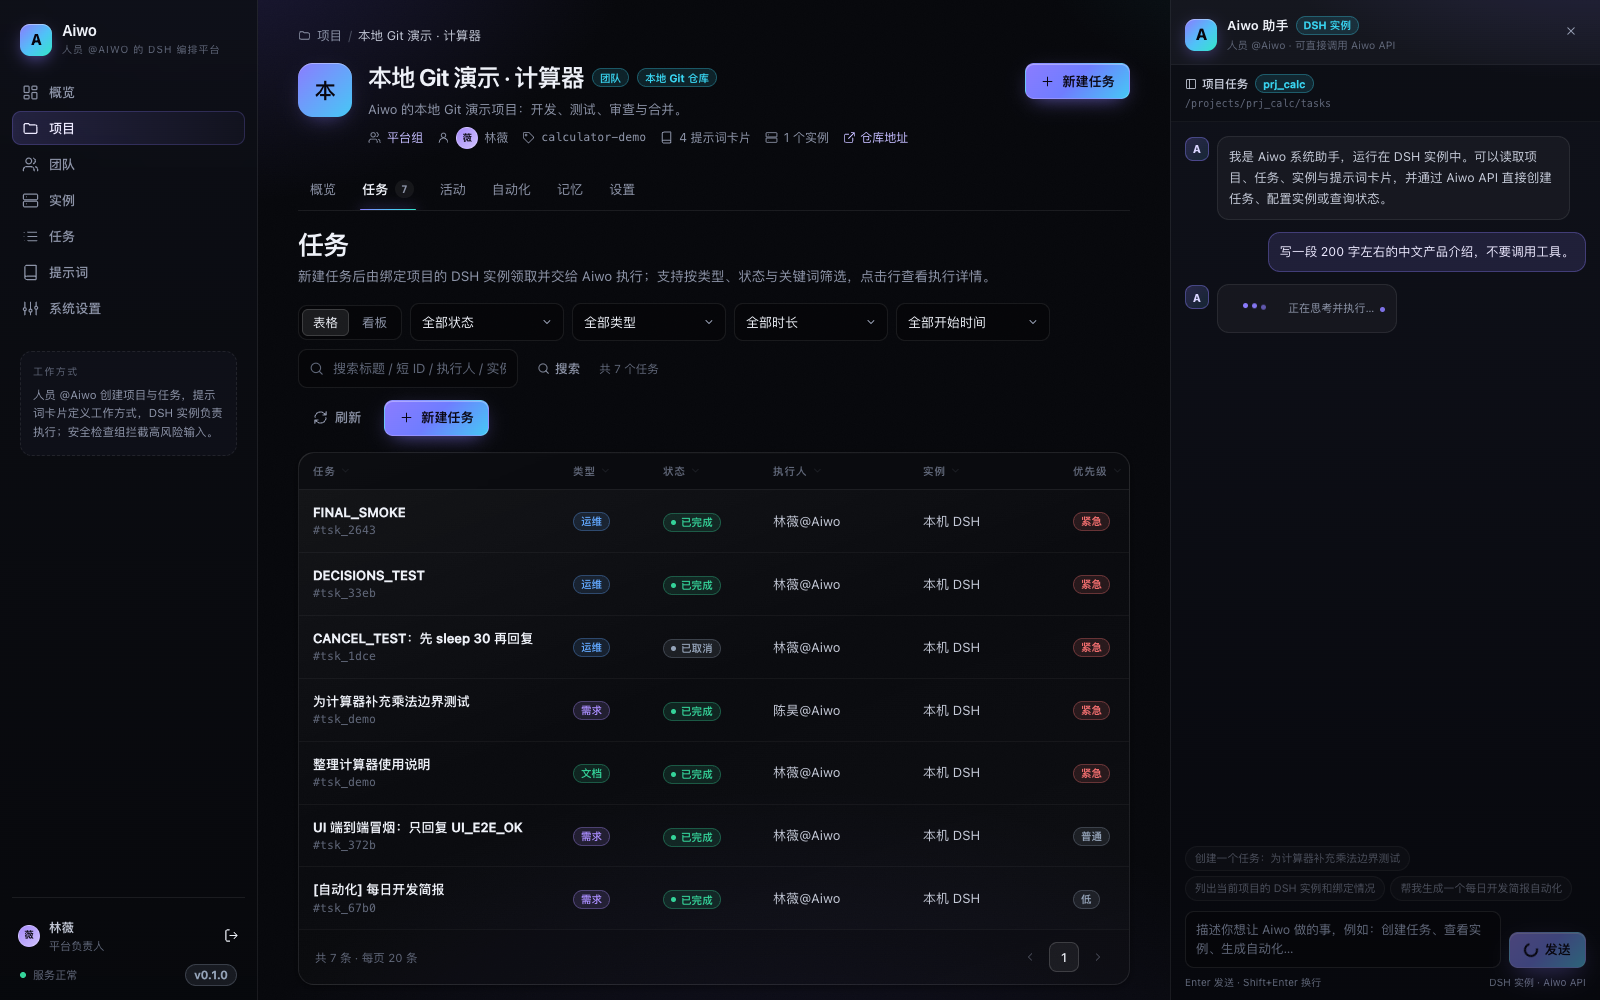 A
Aiwo
人员 @AIWO 的 DSH 编排平台
概览
项目
团队
实例
任务
提示词
系统设置
工作方式
人员 @Aiwo 创建项目与任务，提示
词卡片定义工作方式，DSH 实例负责
执行；安全检查组拦截高风险输入。
薇
林薇
平台负责人
服务正常
v0.1.0
项目 / 本地 Git 演示 · 计算器
本
本地 Git 演示 · 计算器
团队
本地 Git 仓库
新建任务
Aiwo 的本地 Git 演示项目：开发、测试、审查与合并。
平台组
薇
林薇
calculator-demo
4 提示词卡片
1 个实例
仓库地址
概览
任务 7
活动
自动化
记忆
设置
任务
新建任务后由绑定项目的 DSH 实例领取并交给 Aiwo 执行；支持按类型、状态与关键词筛选，点击行查看执行详情。
表格
看板
全部状态
全部类型
全部时长
全部开始时间
搜索标题 / 短 ID / 执行人 / 实例
搜索
共 7 个任务
刷新
新建任务
任务 类型 状态 执行人 实例 优先级
FINAL_SMOKE
#tsk_2643
运维 已完成 林薇@Aiwo 本机 DSH 紧急
DECISIONS_TEST
#tsk_33eb
运维 已完成 林薇@Aiwo 本机 DSH 紧急
CANCEL_TEST：先 sleep 30 再回复
#tsk_1dce
运维 已取消 林薇@Aiwo 本机 DSH 紧急
为计算器补充乘法边界测试
#tsk_demo
需求 已完成 陈昊@Aiwo 本机 DSH 紧急
整理计算器使用说明
#tsk_demo
文档 已完成 林薇@Aiwo 本机 DSH 紧急
UI 端到端冒烟：只回复 UI_E2E_OK
#tsk_372b
需求 已完成 林薇@Aiwo 本机 DSH 普通
[自动化] 每日开发简报
#tsk_67b0
需求 已完成 林薇@Aiwo 本机 DSH 低
共 7 条 · 每页 20 条
1
A
Aiwo 助手
DSH 实例
人员 @Aiwo · 可直接调用 Aiwo API
项目任务
prj_calc
/projects/prj_calc/tasks
A
我是 Aiwo 系统助手，运行在 DSH 实例中。可以读取项
目、任务、实例与提示词卡片，并通过 Aiwo API 直接创建
任务、配置实例或查询状态。
写一段 200 字左右的中文产品介绍，不要调用工具。
A
正在思考并执行...
创建一个任务：为计算器补充乘法边界测试
列出当前项目的 DSH 实例和绑定情况
帮我生成一个每日开发简报自动化
描述你想让 Aiwo 做的事，例如：创建任务、查看实
例、生成自动化...
发送
Enter 发送 · Shift+Enter 换行
DSH 实例 · Aiwo API